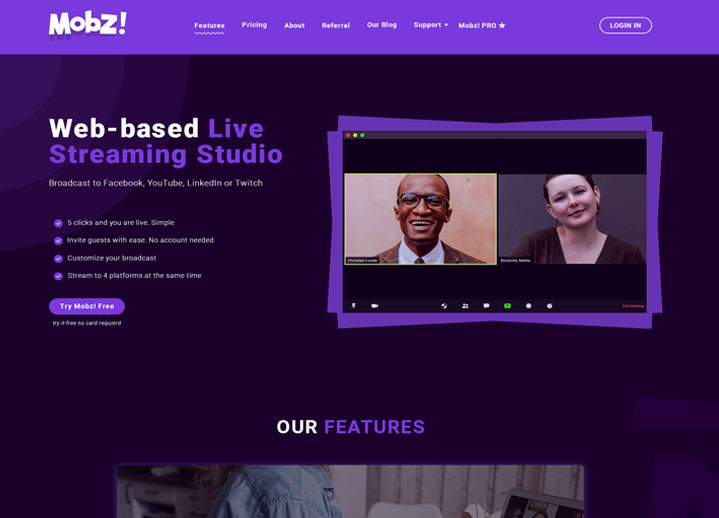 MOBZ!
Features
Pricing
About
Referral
Our Blog
Support
Mobz! PRO ★
LOGIN IN
Web-based Live
Streaming Studio
Broadcast to Facebook, YouTube, LinkedIn or Twitch
5 clicks and you are live. Simple
Invite guests with ease. No account needed
Customize your broadcast
Stream to 4 platforms at the same time
Try Mobz! Free
try it free no card requierd
Christian Lunde
Sincerely Media
End Meeting
OUR FEATURES